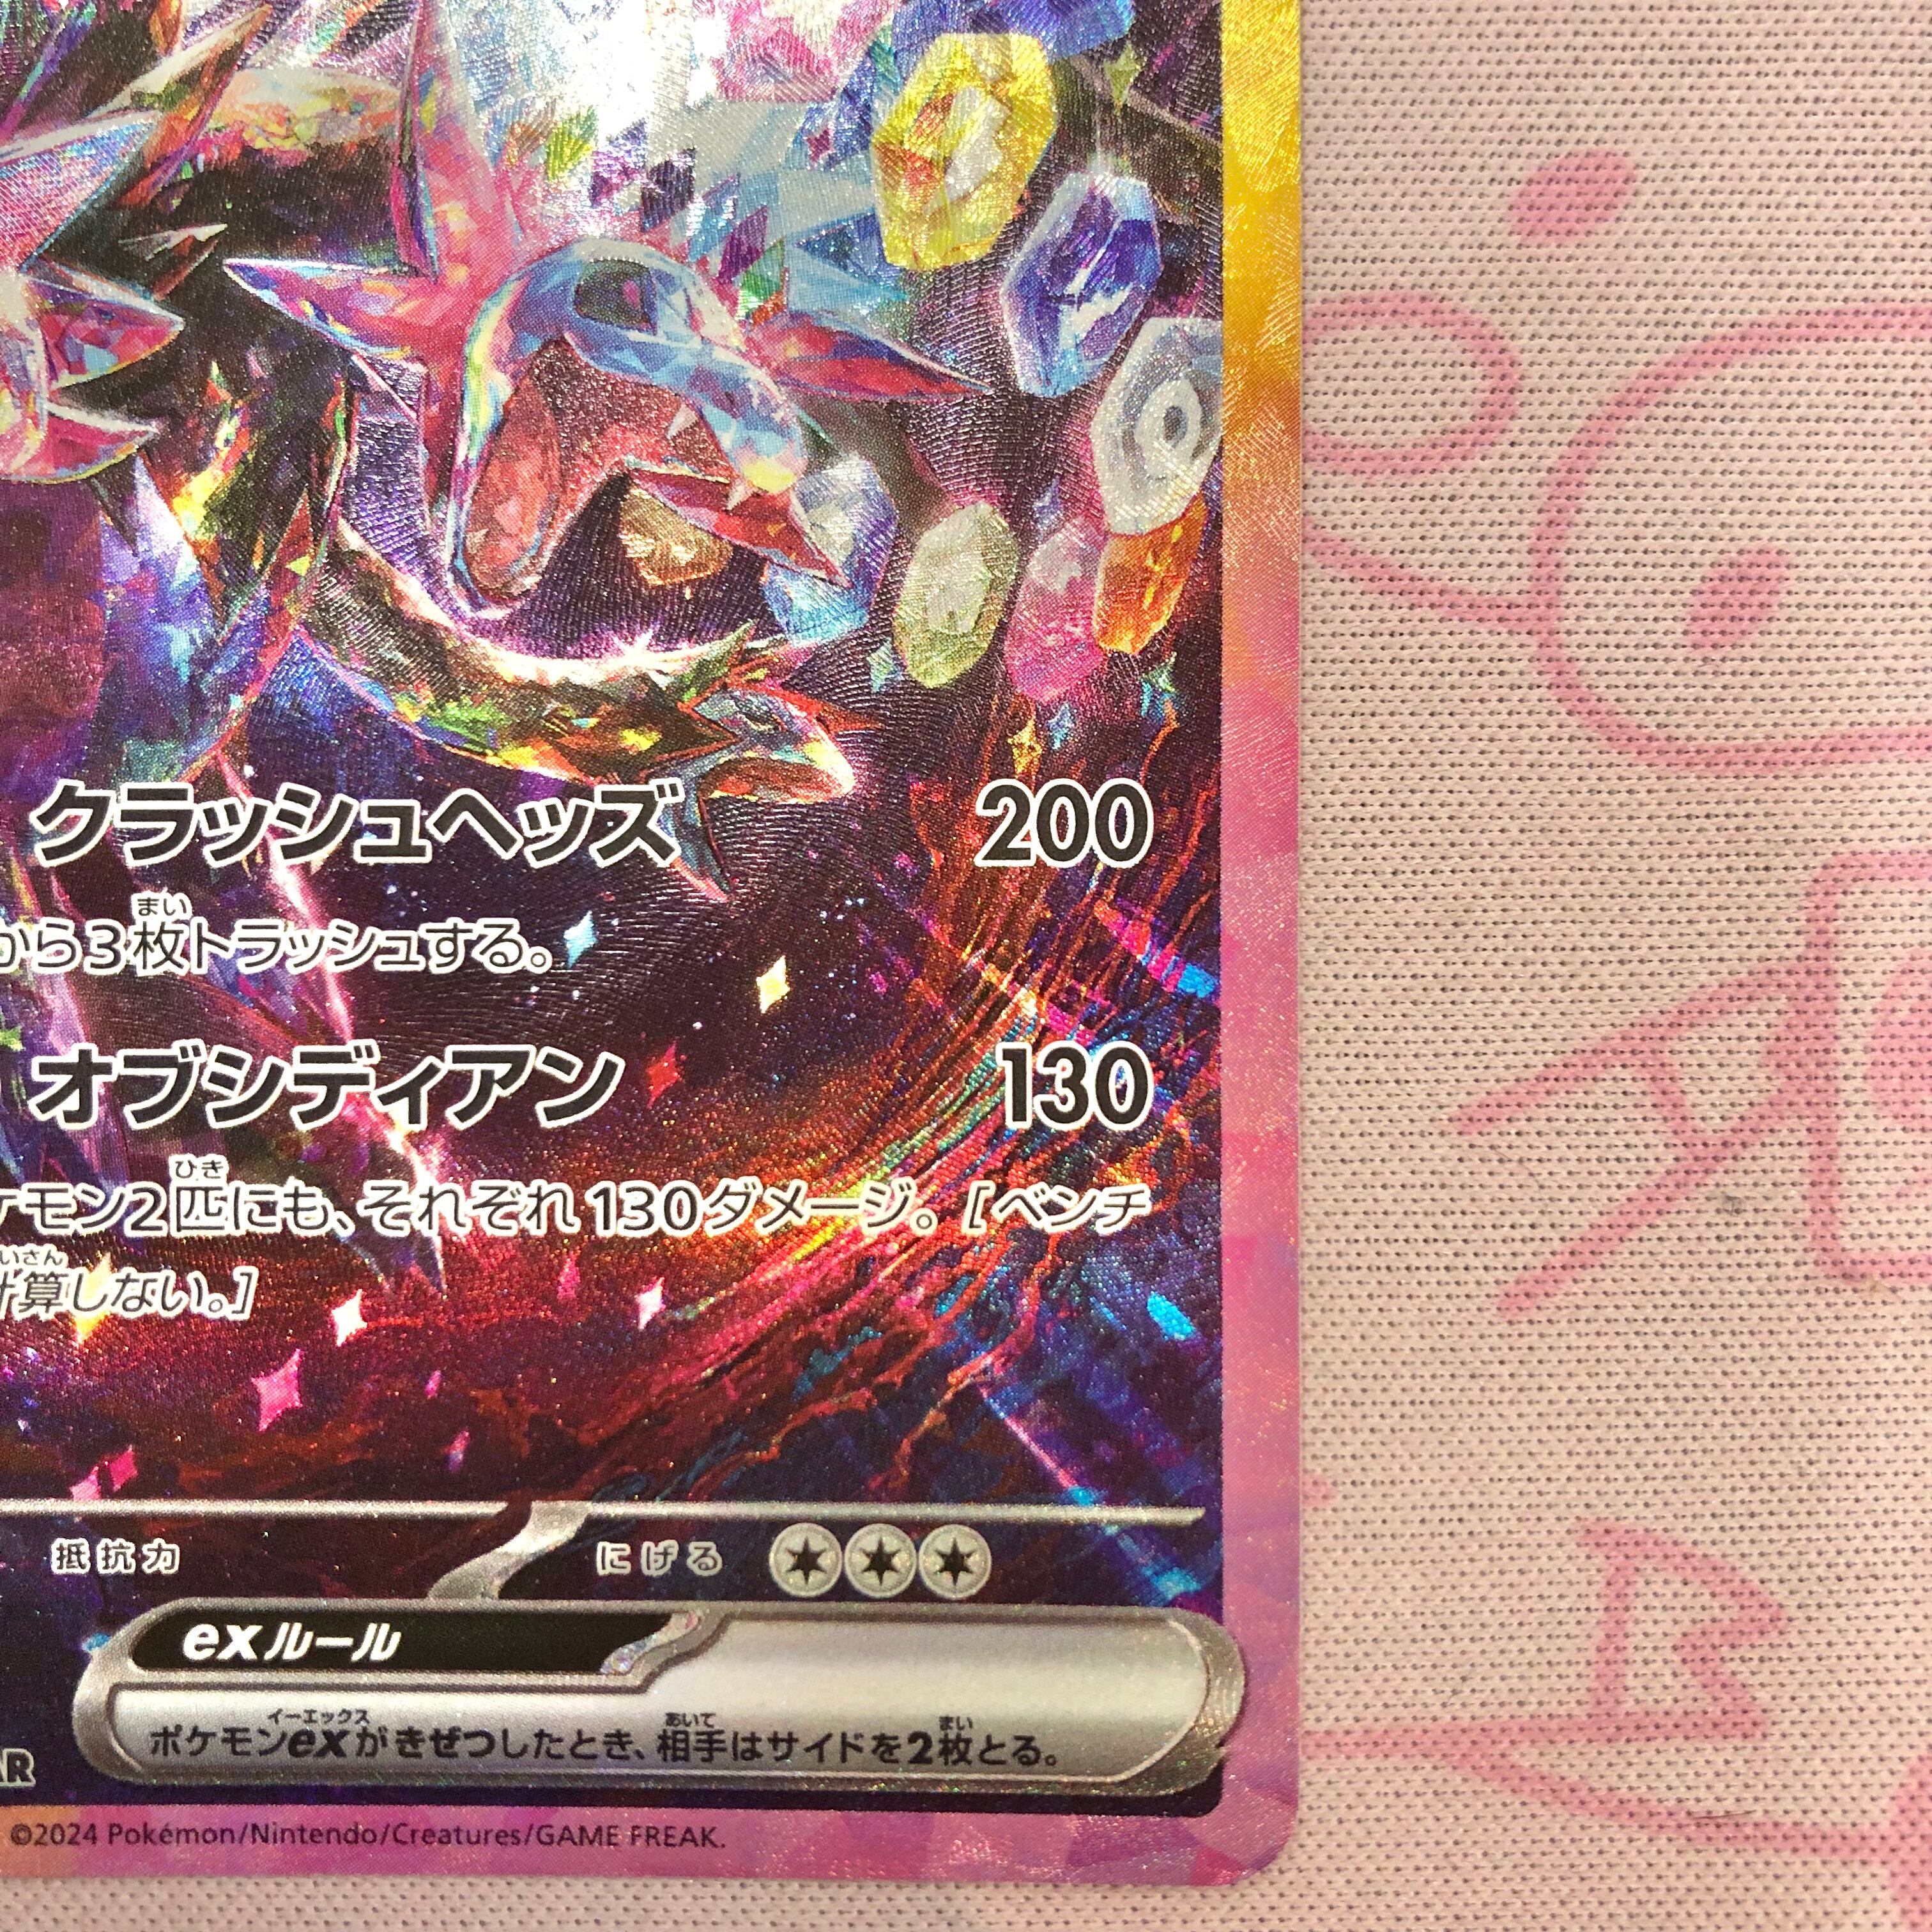 クラッシュヘッズ 200
まい
から3枚トラッシュする。
オブシディアン 130
ひき
ケモン2匹にも、それぞれ130ダメージ。[ベンチ
いさん
計算しない。]
抵抗力 にげる
exルール
イーエックス あいて まい
ポケモンexがきぜつしたとき、相手はサイドを2枚とる。
AR
©2024 Pokémon/Nintendo/Creatures/GAME FREAK.